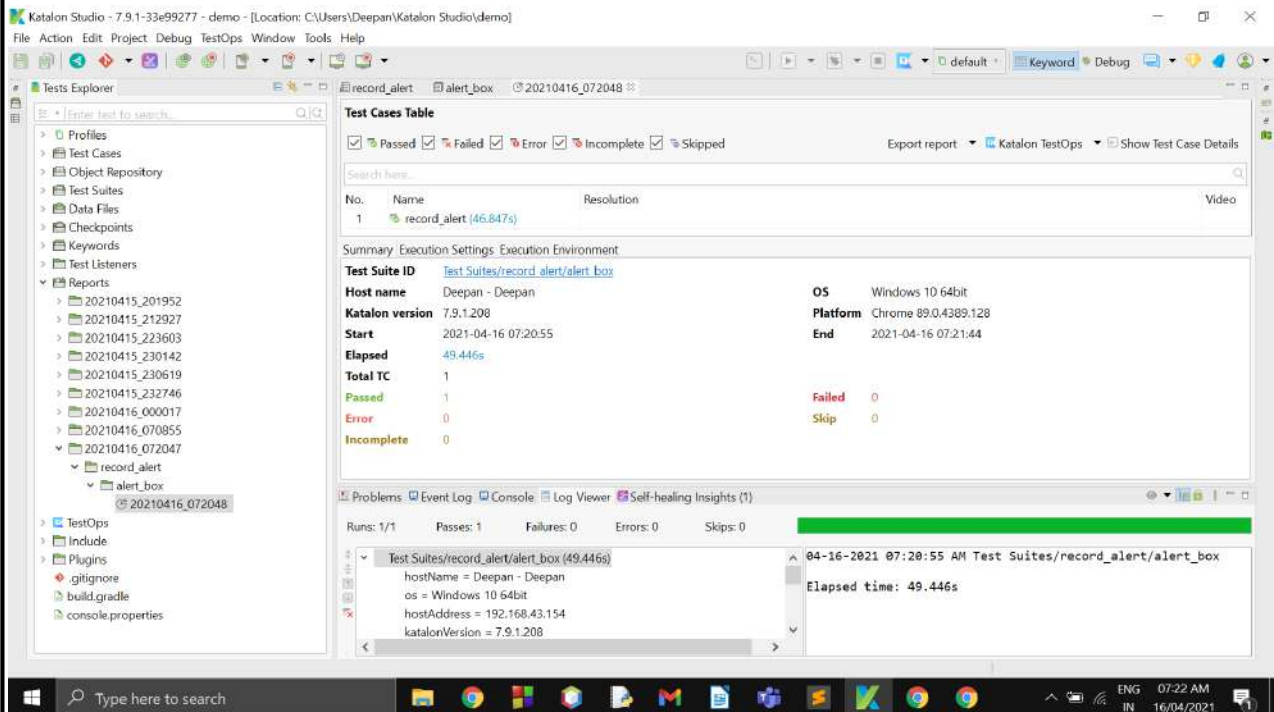 Katalon Studio - 7.9.1-33e99277 - demo - [Location: C:\Users\Deepan\Katalon Studio\demo]
File Action Edit Project Debug TestOps Window Tools Help
default Keyword Debug
Tests Explorer
Enter text to search...
Profiles
Test Cases
Object Repository
Test Suites
Data Files
Checkpoints
Keywords
Test Listeners
Reports
20210415_201952
20210415_212927
20210415_223603
20210415_230142
20210415_230619
20210415_232746
20210416_000017
20210416_070855
20210416_072047
record_alert
alert_box
20210416_072048
TestOps
Include
Plugins
.gitignore
build.gradle
console.properties
record_alert alert_box 20210416_072048
Test Cases Table
Passed Failed Error Incomplete Skipped Export report Katalon TestOps Show Test Case Details
Search here...
No. Name Resolution Video
1 record_alert (46.847s)
Summary Execution Settings Execution Environment
Test Suite ID Test Suites/record_alert/alert_box
Host name Deepan - Deepan OS Windows 10 64bit
Katalon version 7.9.1.208 Platform Chrome 89.0.4389.128
Start 2021-04-16 07:20:55 End 2021-04-16 07:21:44
Elapsed 49.446s
Total TC 1
Passed 1 Failed 0
Error 0 Skip 0
Incomplete 0
Problems Event Log Console Log Viewer Self-healing Insights (1)
Runs: 1/1 Passes: 1 Failures: 0 Errors: 0 Skips: 0
Test Suites/record_alert/alert_box (49.446s)
hostName = Deepan - Deepan
os = Windows 10 64bit
hostAddress = 192.168.43.154
katalonVersion = 7.9.1.208
04-16-2021 07:20:55 AM Test Suites/record_alert/alert_box
Elapsed time: 49.446s
Type here to search
ENG 07:22 AM
IN 16/04/2021